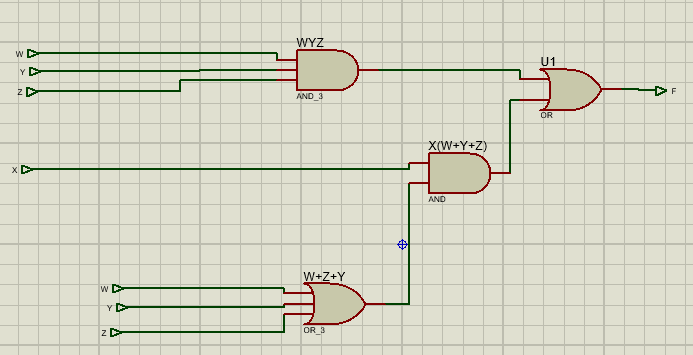 WYZ
W
Y
Z
AND_3
U1
OR
F
X(W+Y+Z)
X
AND
W+Z+Y
W
Y
Z
OR_3